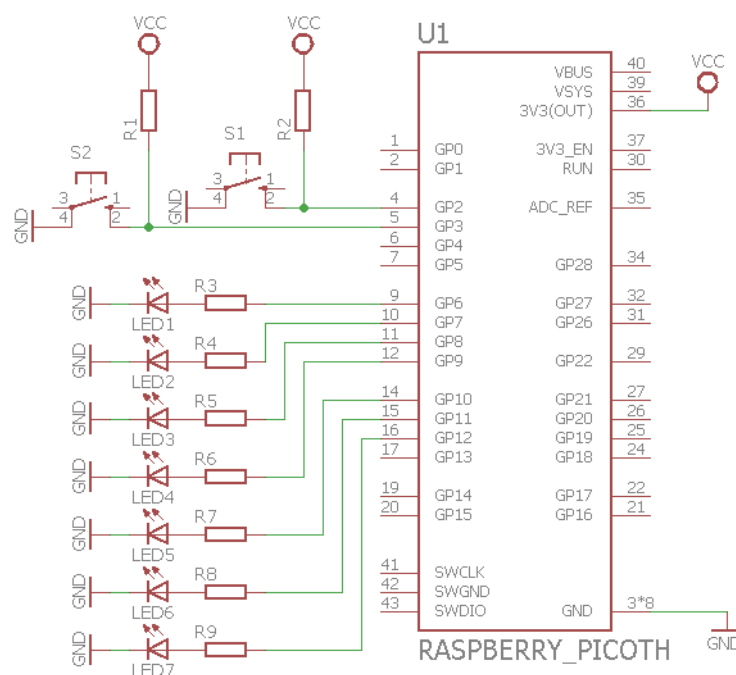 VCC
VCC
U1
VCC
VBUS 40
VSYS 39
3V3(OUT) 36
R1
R2
S1
S2
1 GP0
3V3_EN 37
2 GP1
RUN 30
3 1
4 2
GND
3 1
4 2
GND
4 GP2
ADC_REF 35
5 GP3
6 GP4
7 GP5
GP28 34
GND LED1 R3
9 GP6
GP27 32
10 GP7
GP26 31
11 GP8
GND LED2 R4
12 GP9
GP22 29
GND LED3 R5
14 GP10
GP21 27
15 GP11
GP20 26
16 GP12
GP19 25
17 GP13
GP18 24
GND LED4 R6
19 GP14
GP17 22
20 GP15
GP16 21
GND LED5 R7
41 SWCLK
GND LED6 R8
42 SWGND
43 SWDIO
GND 3*8
GND LED7 R9
GND
RASPBERRY_PICOTH